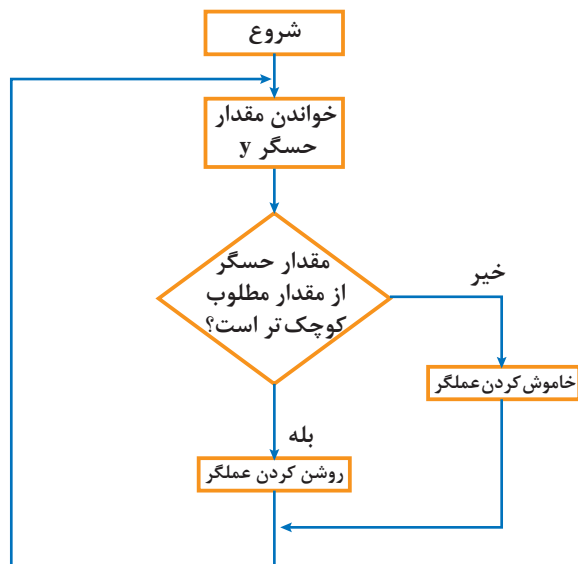 شروع
خواندن مقدار
حسگر y
مقدار حسگر
از مقدار مطلوب
کوچک‌تر است؟
خیر
خاموش کردن عملگر
بله
روشن کردن عملگر